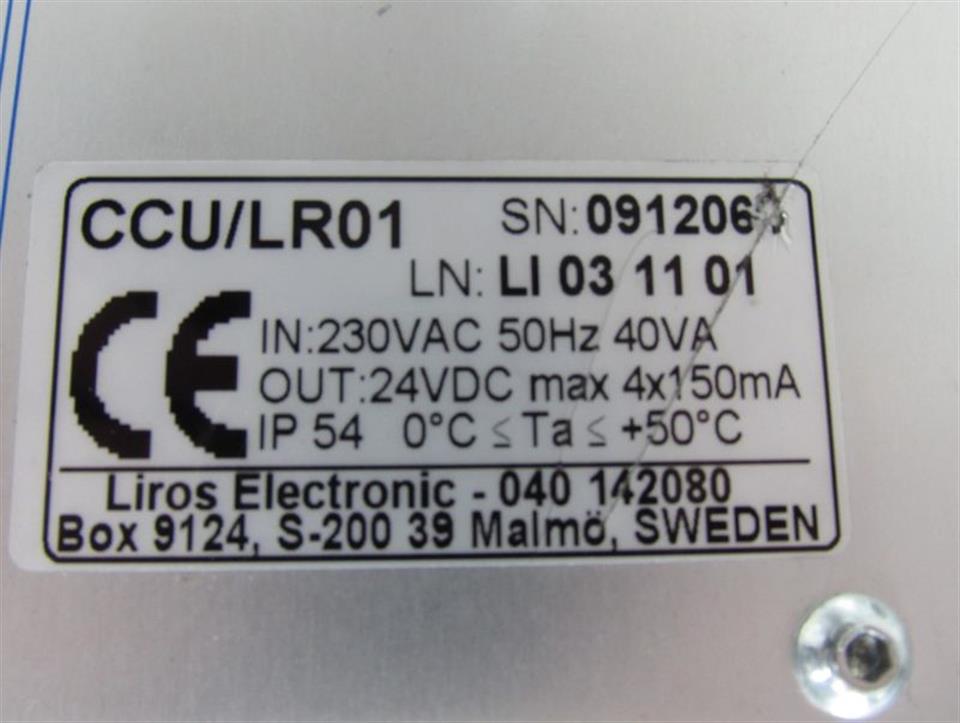 CCU/LR01 SN:
LN: LI 03 11 01
CE IN:230VAC 50Hz 40VA
OUT:24VDC max 4x150mA
IP 54 0°C ≤ Ta ≤ +50°C
Liros Electronic - 040 142080
Box 9124, S-200 39 Malmö, SWEDEN